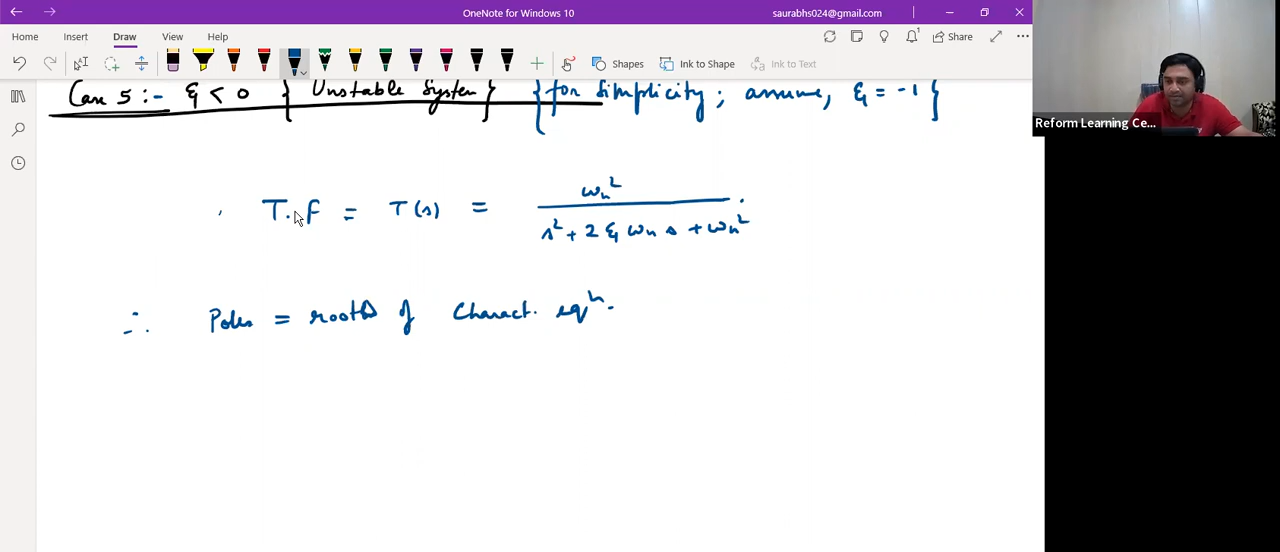 OneNote for Windows 10
saurabhs024@gmail.com
Home Insert Draw View Help
Share
Shapes
Ink to Shape
Ink to Text
Reform Learning Ce...
Case 5 :- ξ < 0 { Unstable System } { for Simplicity ; assume, ξ = -1 }
∴ T.F = T(s) = ωn² / s² + 2 ξ ωn s + ωn²
∴ Poles = roots of Charact. eqⁿ.